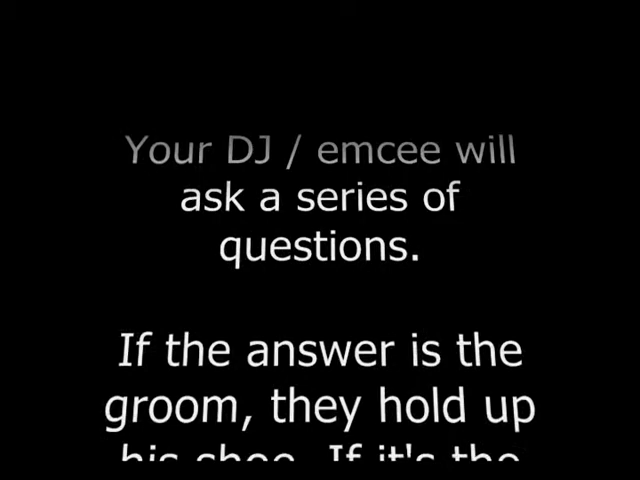 Your DJ / emcee will
ask a series of
questions.
If the answer is the
groom, they hold up
his shoe. If it's the